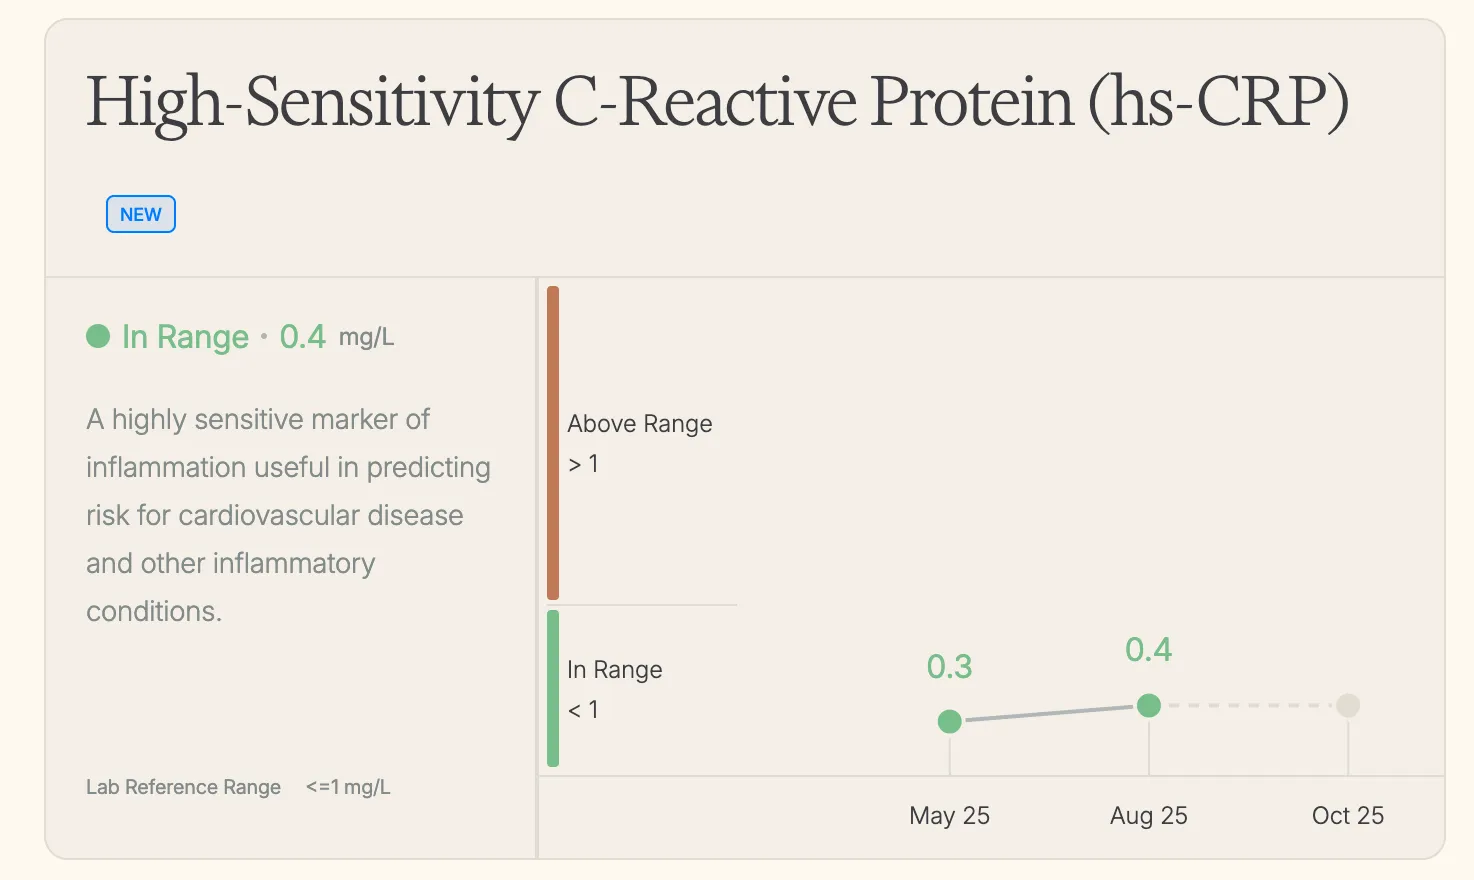 High-Sensitivity C-Reactive Protein (hs-CRP)
NEW
In Range · 0.4 mg/L
A highly sensitive marker of
inflammation useful in predicting
risk for cardiovascular disease
and other inflammatory
conditions.
Lab Reference Range <=1 mg/L
Above Range
> 1
In Range
< 1
0.3
0.4
May 25
Aug 25
Oct 25